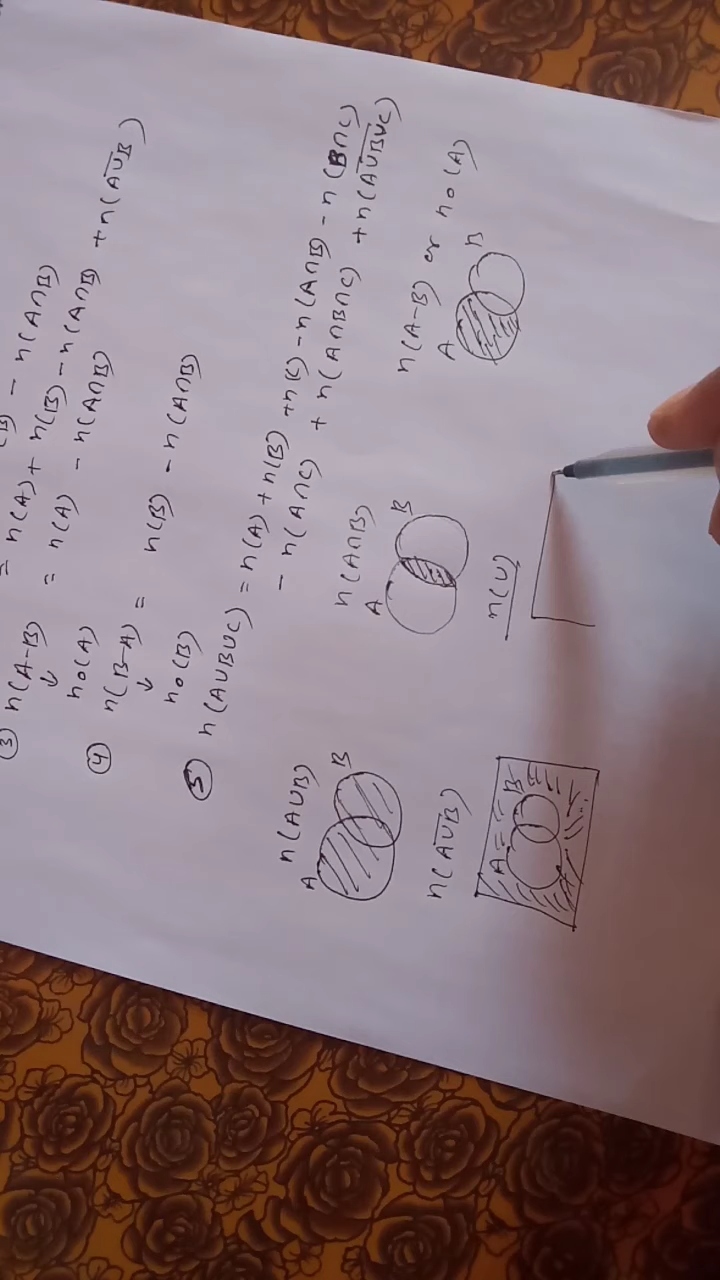 (B) - n(A∩B)
= n(A) + n(B) - n(A∩B) + n(A̅∪̅B̅)
③ n(A-B) = n(A) - n(A∩B)
↓
no(A)
④ n(B-A) = n(B) - n(A∩B)
↓
no(B)
⑤ n(A∪B∪C) = n(A) + n(B) + n(C) - n(A∩B) - n(B∩C)
- n(A∩C) + n(A∩B∩C) + n(A̅∪̅B̅∪̅C̅)
n(A∪B) n(A∩B) n(A-B) or no(A)
A B A B A B
n(A̅∪̅B̅) n(U)
A B